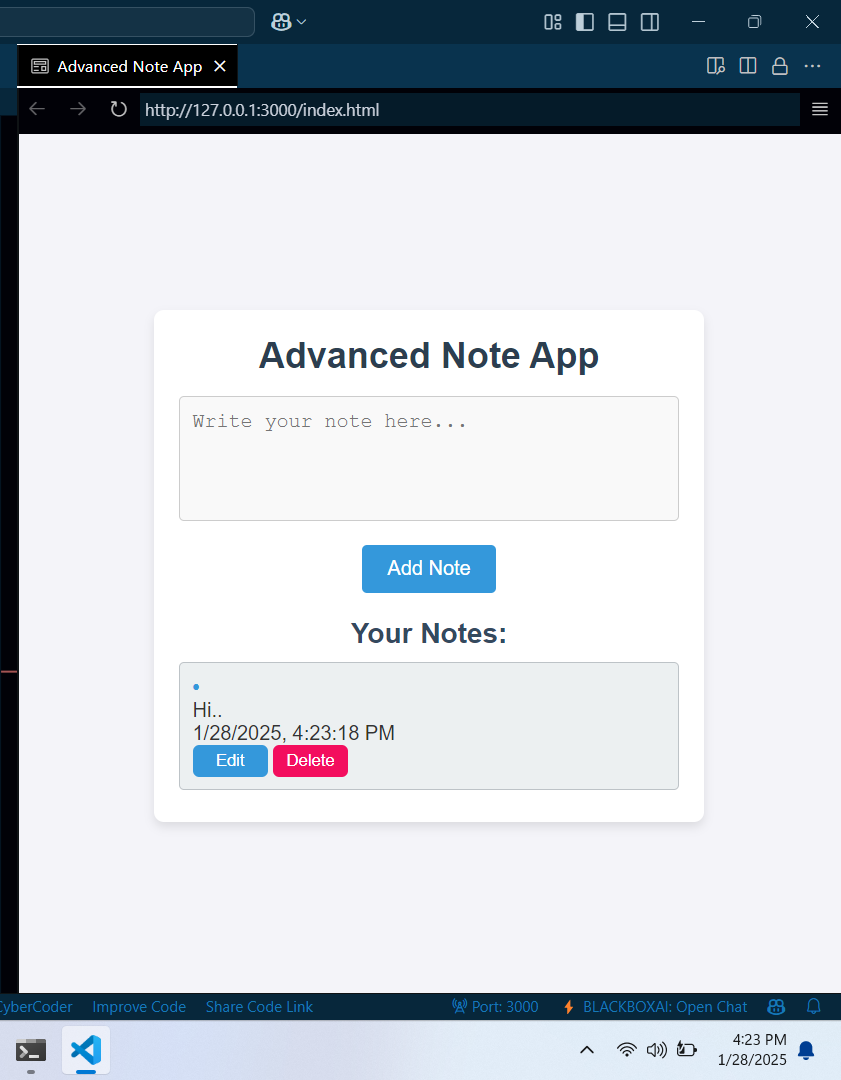 Advanced Note App
http://127.0.0.1:3000/index.html
Advanced Note App
Write your note here...
Add Note
Your Notes:
Hi..
1/28/2025, 4:23:18 PM
Edit Delete
CyberCoder Improve Code Share Code Link Port: 3000 BLACKBOXAI: Open Chat
4:23 PM
1/28/2025